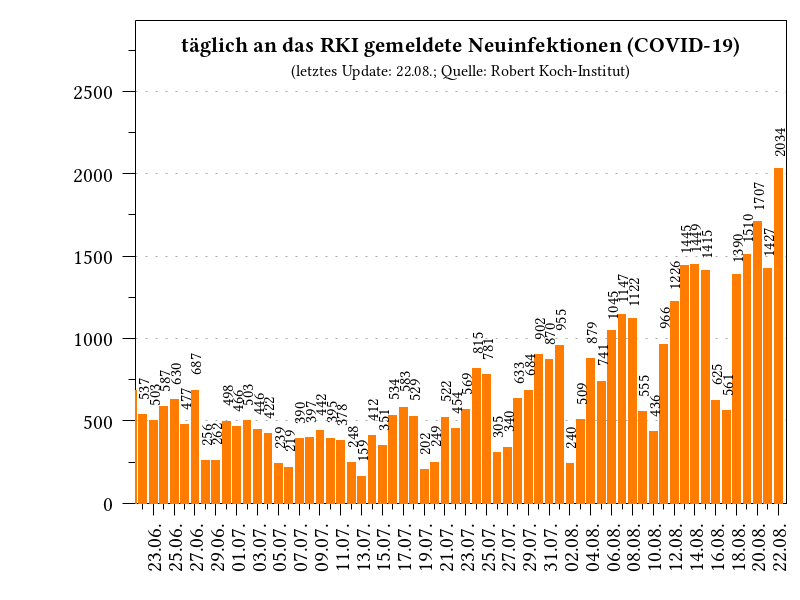 täglich an das RKI gemeldete Neuinfektionen (COVID-19)
(letztes Update: 22.08.; Quelle: Robert Koch-Institut)
2500
2000
1500
1000
500
0
537 503 587 630 477 687 256 262 498 466 503 446 422 239 219 390 397 442 395 378 248 159 412 351 534 583 529 202 249 522 454 569 815 781 305 340 633 684 902 870 955 240 509 879 741 1045 1147 1122 555 436 966 1226 1445 1449 1415 625 561 1390 1510 1707 1427 2034
23.06. 25.06. 27.06. 29.06. 01.07. 03.07. 05.07. 07.07. 09.07. 11.07. 13.07. 15.07. 17.07. 19.07. 21.07. 23.07. 25.07. 27.07. 29.07. 31.07. 02.08. 04.08. 06.08. 08.08. 10.08. 12.08. 14.08. 16.08. 18.08. 20.08. 22.08.